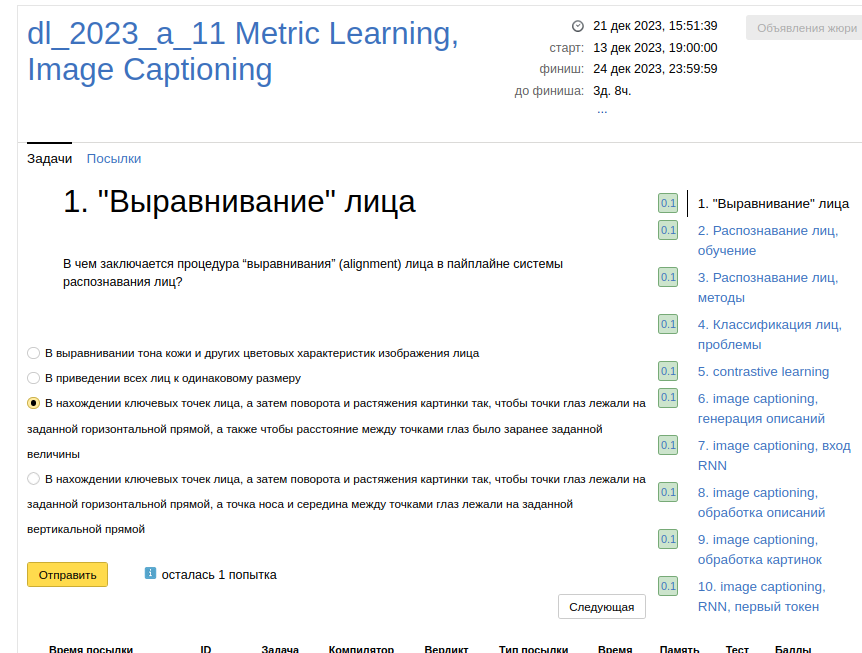 dl_2023_a_11 Metric Learning,
Image Captioning
21 дек 2023, 15:51:39
старт: 13 дек 2023, 19:00:00
финиш: 24 дек 2023, 23:59:59
до финиша: 3д. 8ч.
...
Объявления жюри
Задачи Посылки
1. "Выравнивание" лица
В чем заключается процедура “выравнивания” (alignment) лица в пайплайне системы
распознавания лиц?
В выравнивании тона кожи и других цветовых характеристик изображения лица
В приведении всех лиц к одинаковому размеру
В нахождении ключевых точек лица, а затем поворота и растяжения картинки так, чтобы точки глаз лежали на
заданной горизонтальной прямой, а также чтобы расстояние между точками глаз было заранее заданной
величины
В нахождении ключевых точек лица, а затем поворота и растяжения картинки так, чтобы точки глаз лежали на
заданной горизонтальной прямой, а точка носа и середина между точками глаз лежали на заданной
вертикальной прямой
Отправить
осталась 1 попытка
Следующая
0.1 1. "Выравнивание" лица
0.1 2. Распознавание лиц,
обучение
0.1 3. Распознавание лиц,
методы
0.1 4. Классификация лиц,
проблемы
0.1 5. contrastive learning
0.1 6. image captioning,
генерация описаний
0.1 7. image captioning, вход
RNN
0.1 8. image captioning,
обработка описаний
0.1 9. image captioning,
обработка картинок
0.1 10. image captioning,
RNN, первый токен
Время посылки ID Задача Компилятор Вердикт Тип посылки Время Память Тест Баллы